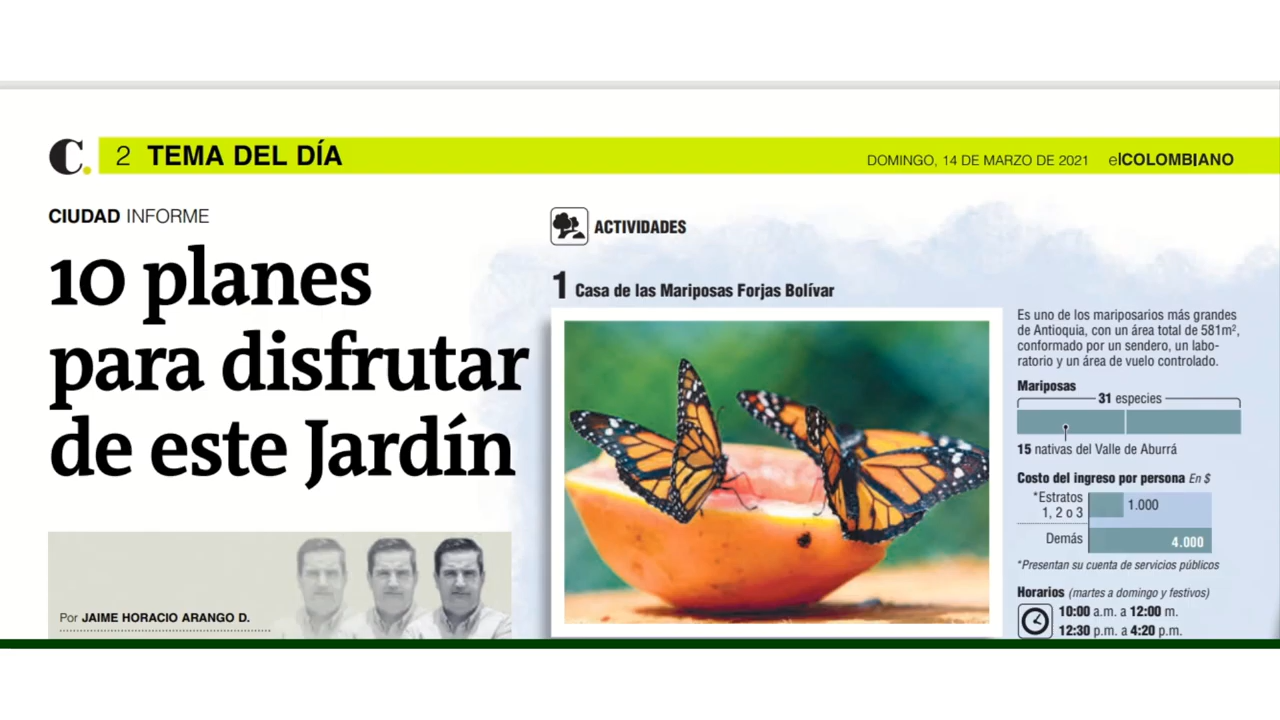 C.
2 TEMA DEL DÍA
DOMINGO, 14 DE MARZO DE 2021 elCOLOMBIANO
CIUDAD INFORME
10 planes
para disfrutar
de este Jardín
Por JAIME HORACIO ARANGO D.
ACTIVIDADES
1 Casa de las Mariposas Forjas Bolívar
Es uno de los mariposarios más grandes
de Antioquia, con un área total de 581m²,
conformado por un sendero, un labo-
ratorio y un área de vuelo controlado.
Mariposas
31 especies
15 nativas del Valle de Aburrá
Costo del ingreso por persona En $
*Estratos
1, 2 o 3
1.000
Demás
4.000
*Presentan su cuenta de servicios públicos
Horarios (martes a domingo y festivos)
10:00 a.m. a 12:00 m.
12:30 p.m. a 4:20 p.m.